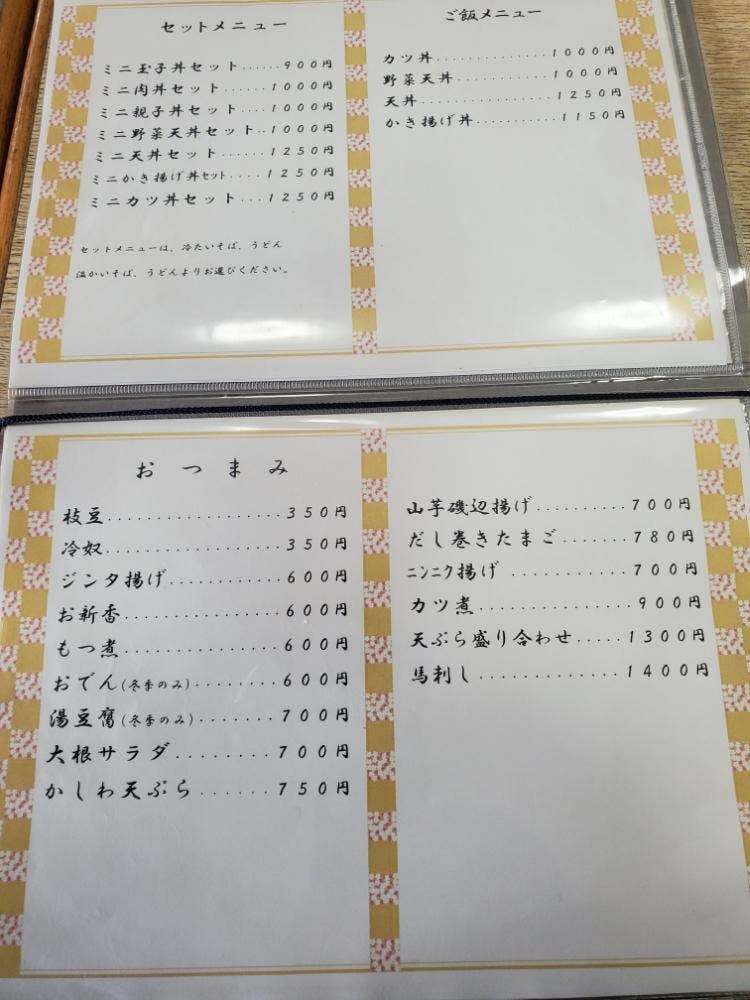 セットメニュー
ミニ玉子丼セット......900円
ミニ肉丼セット......1000円
ミニ親子丼セット.....1000円
ミニ野菜天丼セット..1000円
ミニ天丼セット......1250円
ミニかき揚げ丼セット....1250円
ミニカツ丼セット....1250円
セットメニューは、冷たいそば、うどん
温かいそば、うどんよりお選びください。
ご飯メニュー
カツ丼..............1000円
野菜天丼............1000円
天丼................1250円
かき揚げ丼..........1150円
おつまみ
枝豆.................350円
冷奴.................350円
ジンタ揚げ...........600円
お新香...............600円
もつ煮...............600円
おでん(冬季のみ)........600円
湯豆腐(冬季のみ)........700円
大根サラダ..........700円
かしわ天ぷら.......750円
山芋磯辺揚げ..........700円
だし巻きたまご.......780円
ニンニク揚げ...........700円
カツ煮..............900円
天ぷら盛り合わせ.....1300円
馬刺し.............1400円